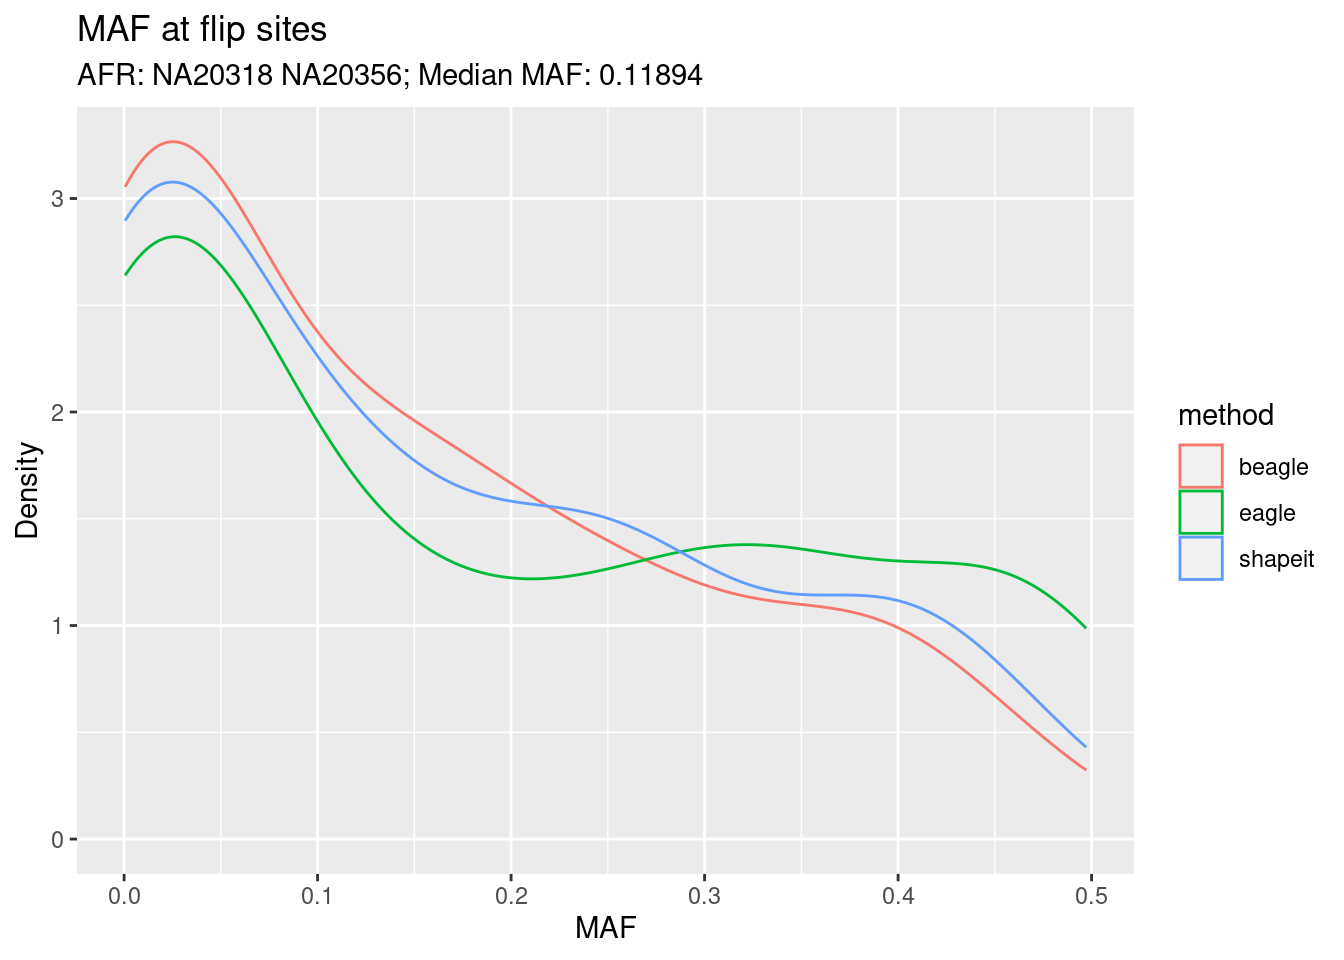 MAF at flip sites
AFR: NA20318 NA20356; Median MAF: 0.11894
Density
3
2
1
0
0.0 0.1 0.2 0.3 0.4 0.5
MAF
method
beagle
eagle
shapeit